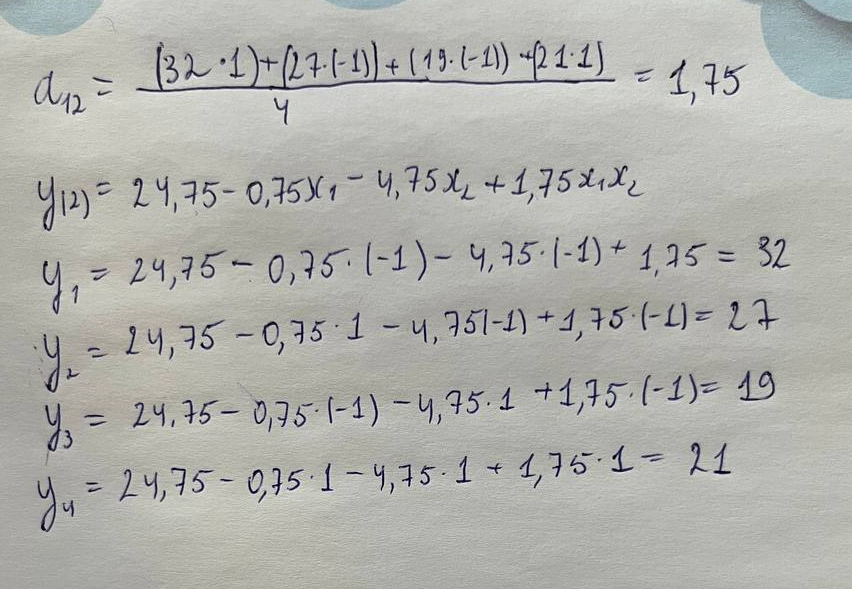 a₁₂ = ((32·1)+(27·(-1))+(19·(-1))+(21·1))/4 = 1,75
y₍₂₎ = 24,75 - 0,75x₁ - 4,75x₂ + 1,75x₁x₂
y₁ = 24,75 - 0,75·(-1) - 4,75·(-1) + 1,75 = 32
y₂ = 24,75 - 0,75·1 - 4,75(-1) + 1,75·(-1) = 27
y₃ = 24,75 - 0,75·(-1) - 4,75·1 + 1,75·(-1) = 19
y₄ = 24,75 - 0,75·1 - 4,75·1 + 1,75·1 = 21